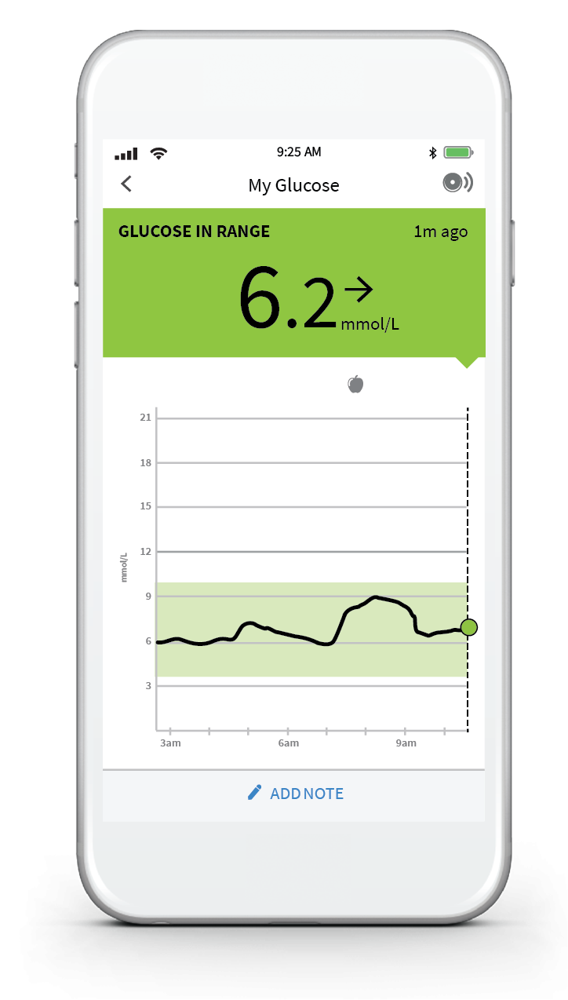 9:25 AM
My Glucose
GLUCOSE IN RANGE 1m ago
6.2 → mmol/L
21
18
15
12
mmol/L
9
6
3
3am 6am 9am
ADD NOTE